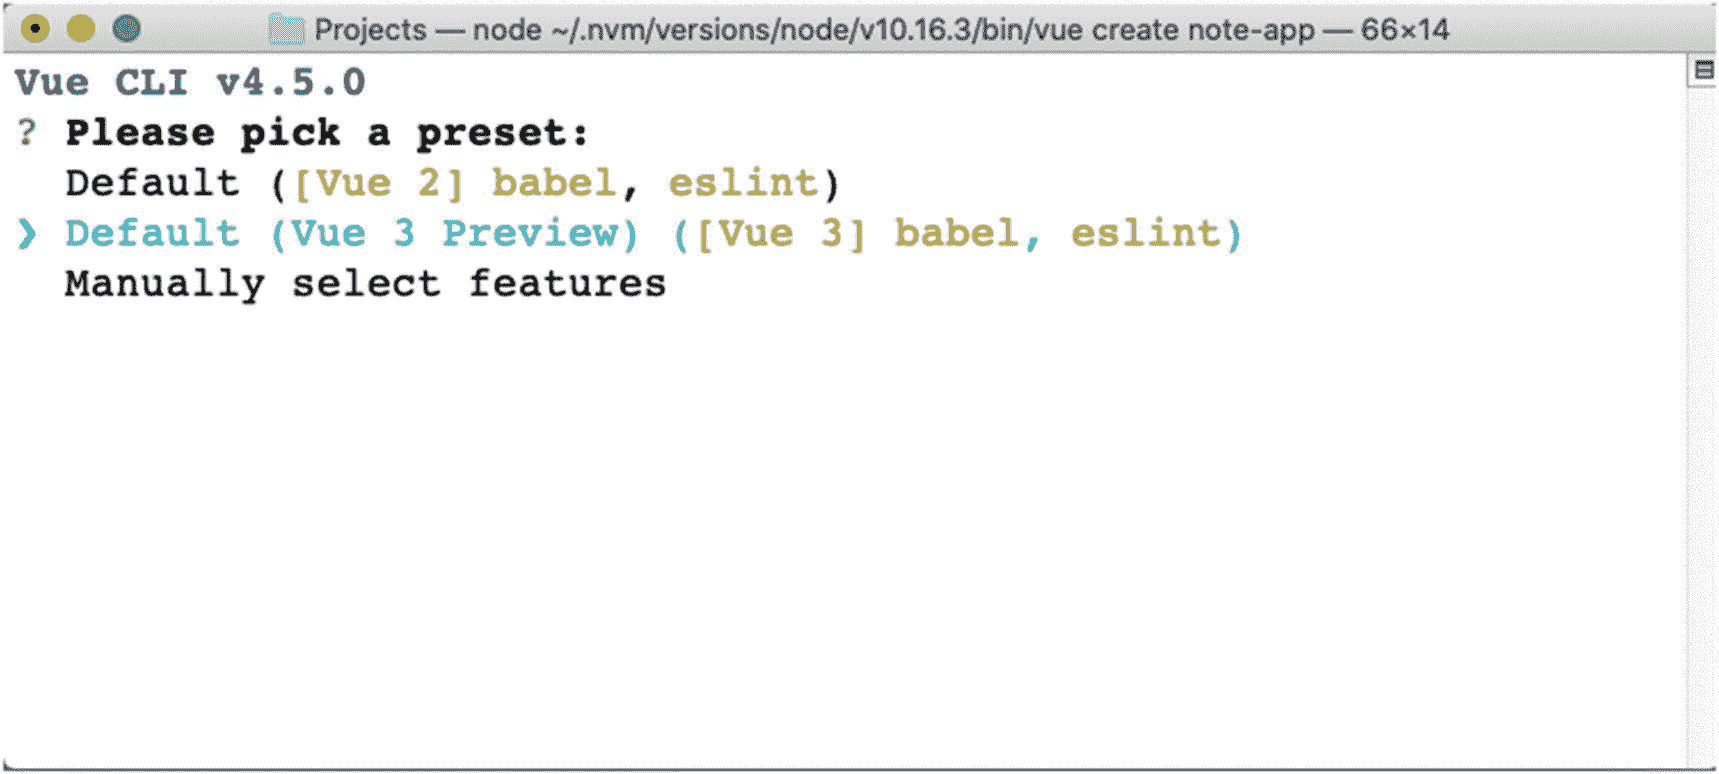 Projects — node ~/.nvm/versions/node/v10.16.3/bin/vue create note-app — 66×14
Vue CLI v4.5.0
? Please pick a preset:
Default ([Vue 2] babel, eslint)
❯ Default (Vue 3 Preview) ([Vue 3] babel, eslint)
Manually select features